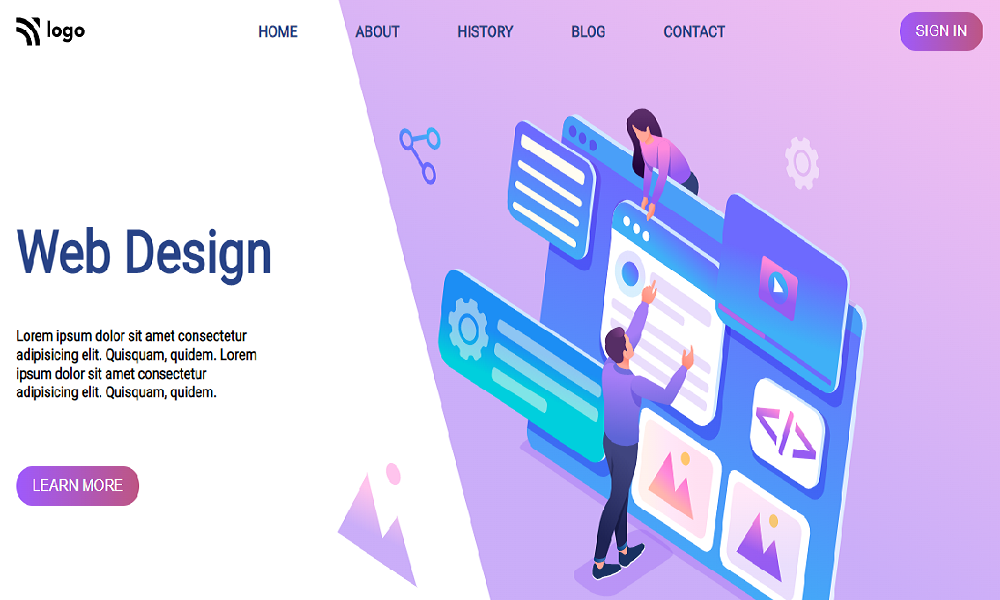 logo
HOME
ABOUT
HISTORY
BLOG
CONTACT
SIGN IN
Web Design
Lorem ipsum dolor sit amet consectetur
adipisicing elit. Quisquam, quidem. Lorem
ipsum dolor sit amet consectetur
adipisicing elit. Quisquam, quidem.
</>
LEARN MORE